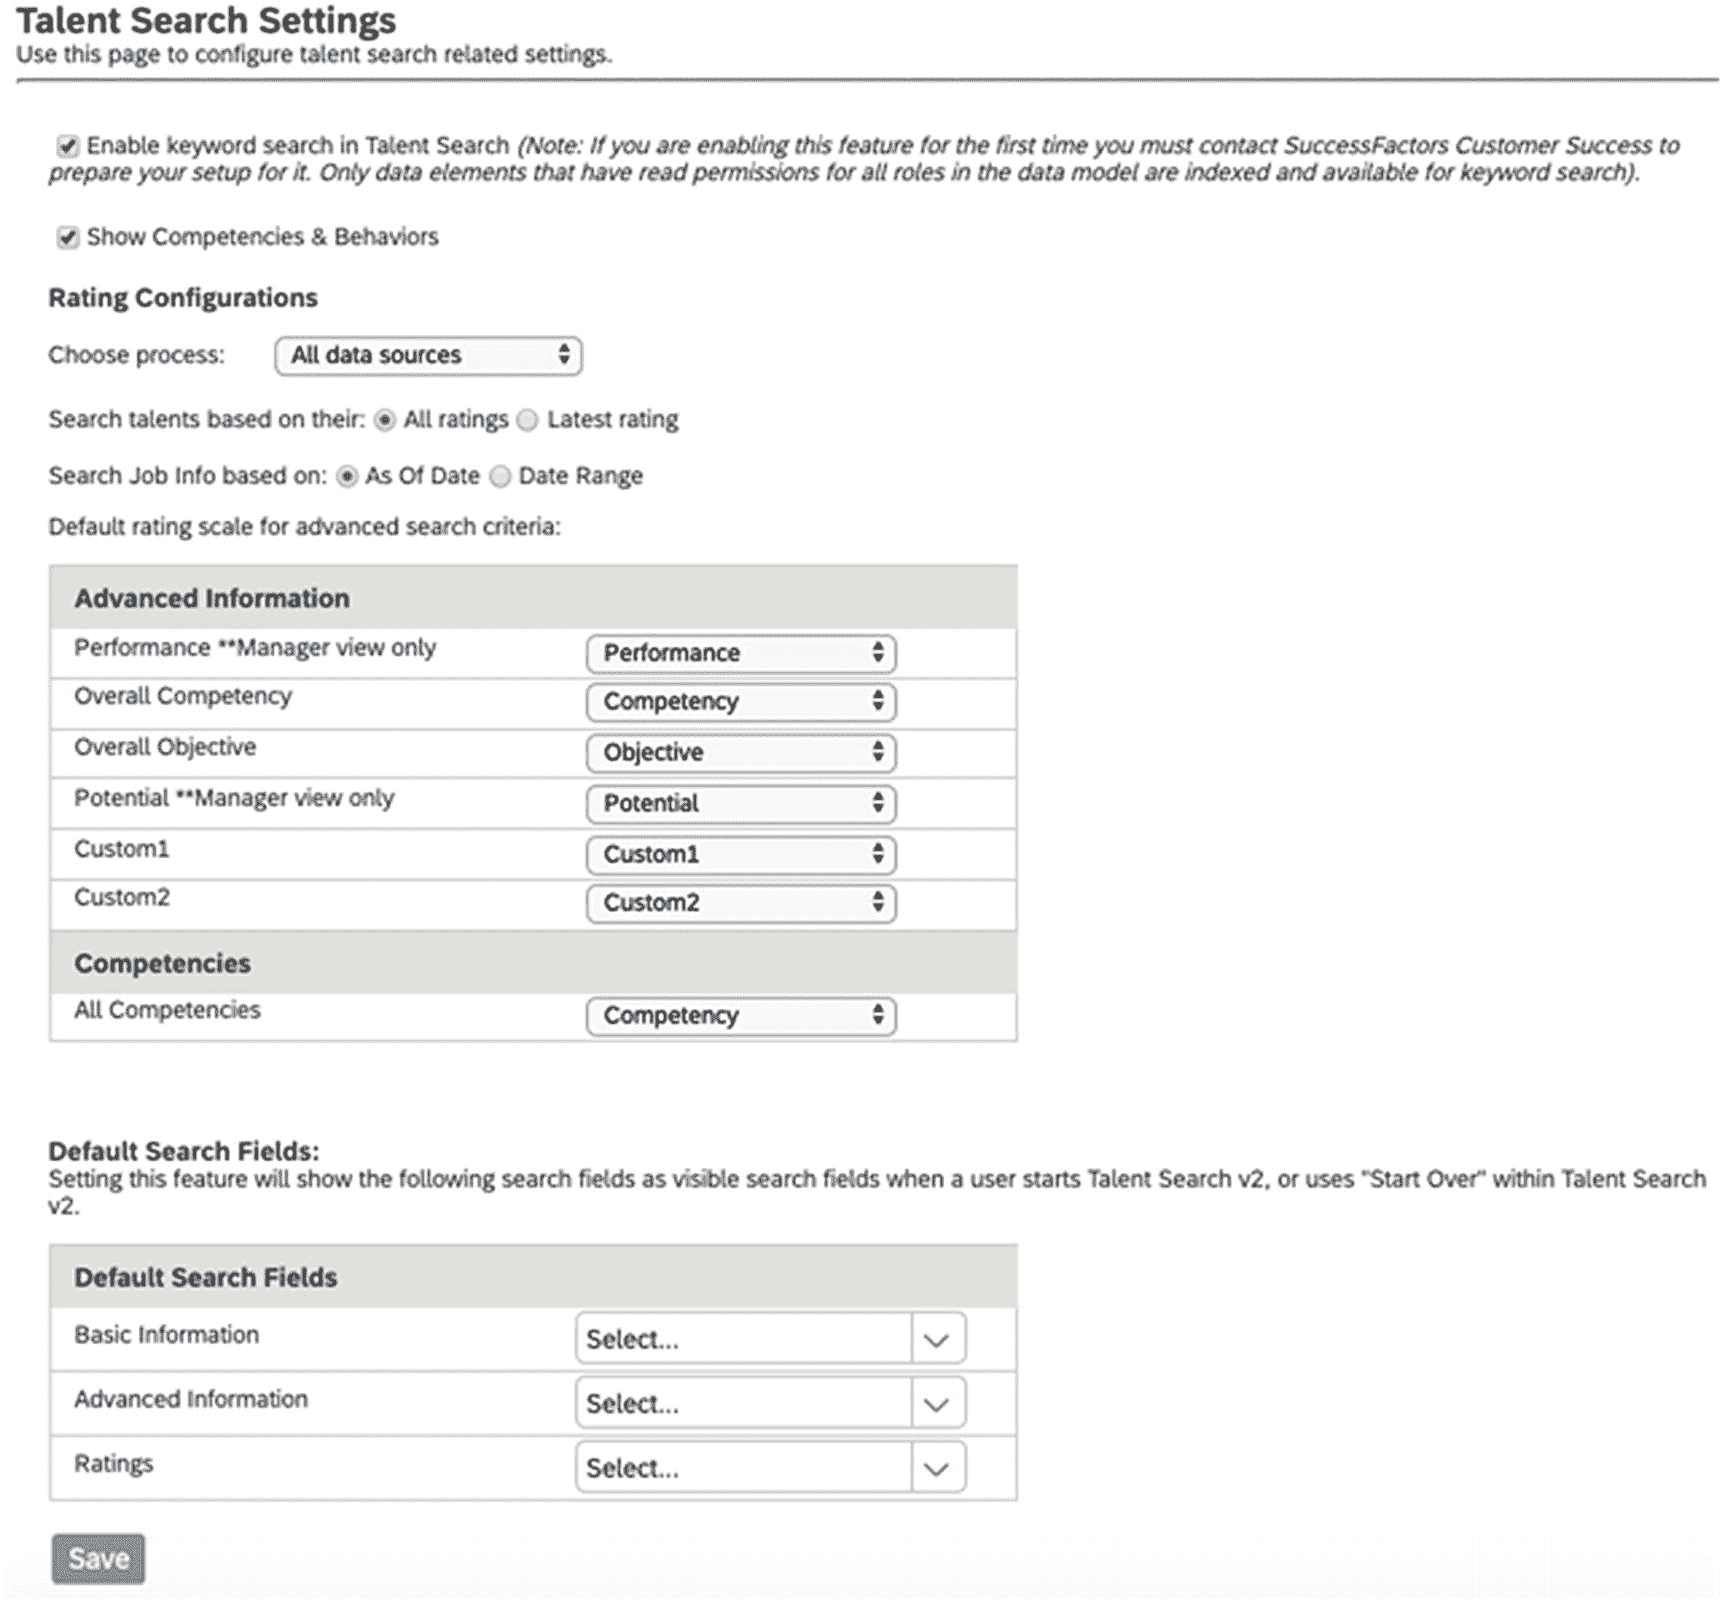 Talent Search Settings
Use this page to configure talent search related settings.
Enable keyword search in Talent Search (Note: If you are enabling this feature for the first time you must contact SuccessFactors Customer Success to
prepare your setup for it. Only data elements that have read permissions for all roles in the data model are indexed and available for keyword search).
Show Competencies & Behaviors
Rating Configurations
Choose process: All data sources
Search talents based on their: All ratings Latest rating
Search Job Info based on: As Of Date Date Range
Default rating scale for advanced search criteria:
Advanced Information
Performance **Manager view only Performance
Overall Competency Competency
Overall Objective Objective
Potential **Manager view only Potential
Custom1 Custom1
Custom2 Custom2
Competencies
All Competencies Competency
Default Search Fields:
Setting this feature will show the following search fields as visible search fields when a user starts Talent Search v2, or uses "Start Over" within Talent Search
v2.
Default Search Fields
Basic Information Select...
Advanced Information Select...
Ratings Select...
Save